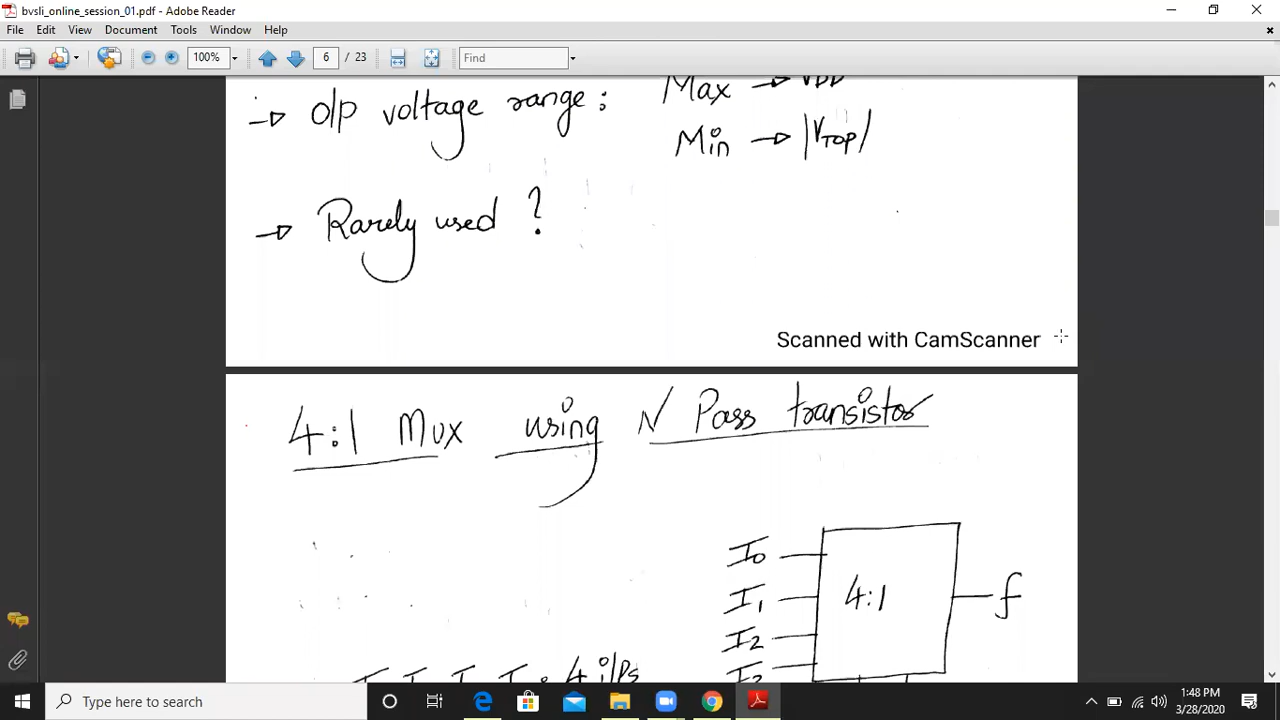 bvsli_online_session_01.pdf - Adobe Reader
File Edit View Document Tools Window Help
6 / 23 100% Find
Max → VDD
→ O/P voltage range :
Min → |VTOP|
→ Rarely used ?
Scanned with CamScanner
4:1 Mux using N Pass transistor
I0
I1
4:1
f
I2
4 i/Ps
Type here to search
1:48 PM
3/28/2020